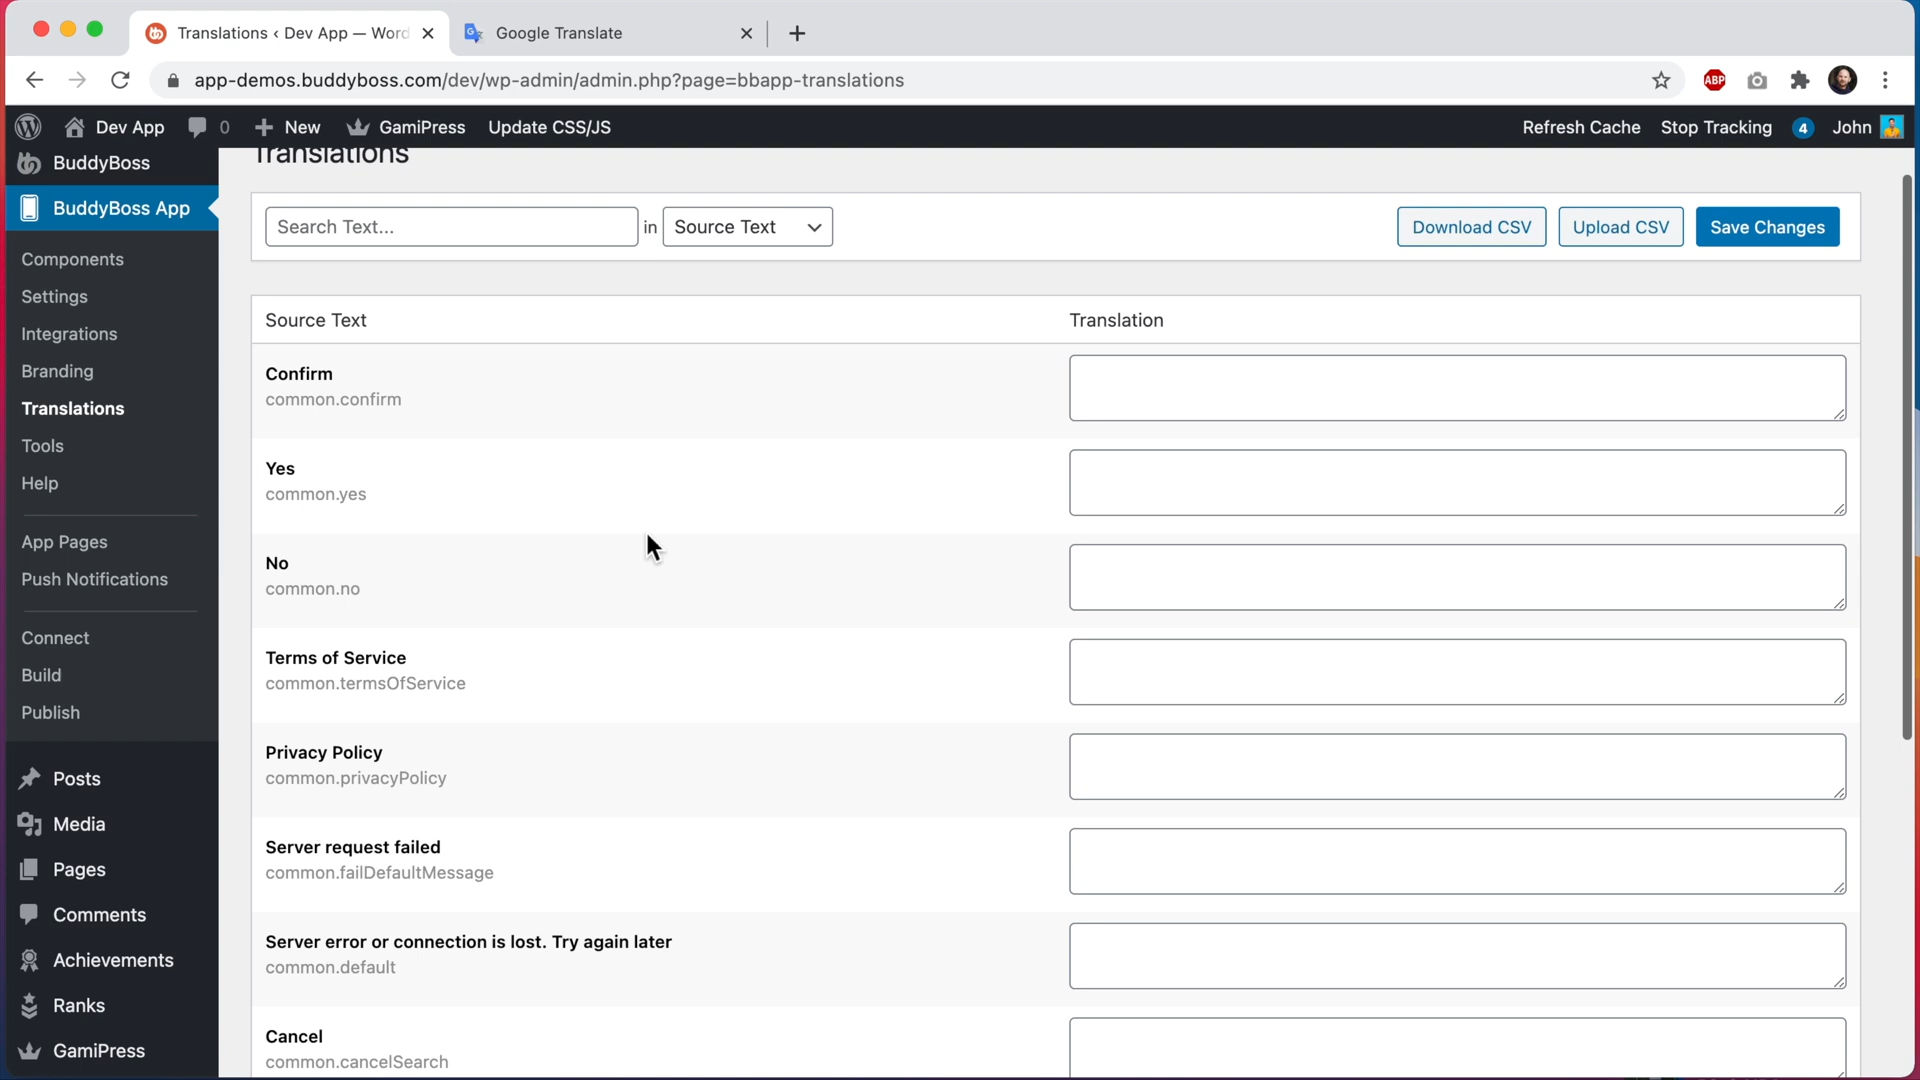 Translations ‹ Dev App — Word
Google Translate
app-demos.buddyboss.com/dev/wp-admin/admin.php?page=bbapp-translations
ABP
Dev App
0
New
GamiPress
Update CSS/JS
Refresh Cache
Stop Tracking
4
John
BuddyBoss
BuddyBoss App
Components
Settings
Integrations
Branding
Translations
Tools
Help
App Pages
Push Notifications
Connect
Build
Publish
Posts
Media
Pages
Comments
Achievements
Ranks
GamiPress
Translations
Search Text...
in
Source Text
Download CSV
Upload CSV
Save Changes
Source Text
Translation
Confirm
common.confirm
Yes
common.yes
No
common.no
Terms of Service
common.termsOfService
Privacy Policy
common.privacyPolicy
Server request failed
common.failDefaultMessage
Server error or connection is lost. Try again later
common.default
Cancel
common.cancelSearch